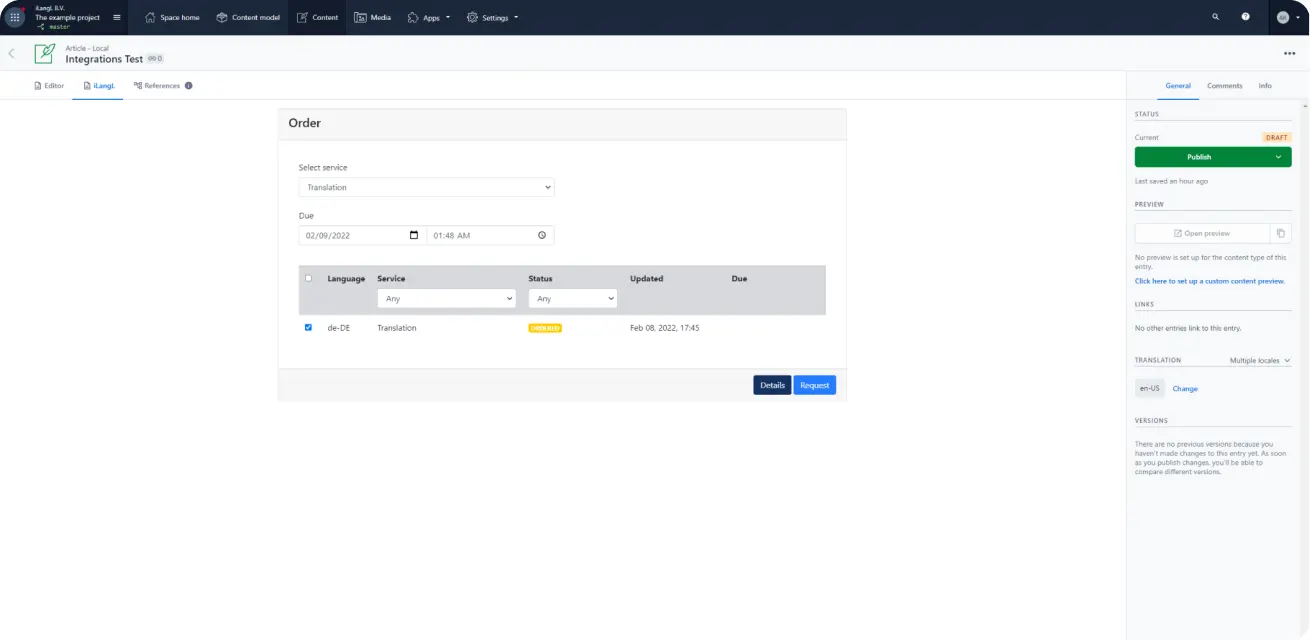 iLangL B.V.
The example project
master
Space home
Content model
Content
Media
Apps
Settings
AB
Article - Local
Integrations Test
0
Editor
iLangL
References
General
Comments
Info
Order
Select service
Translation
Due
02/09/2022
01:48 AM
Language
Service
Status
Updated
Due
Any
Any
de-DE
Translation
ORDERED
Feb 08, 2022, 17:45
Details
Request
STATUS
Current
DRAFT
Publish
Last saved an hour ago
PREVIEW
Open preview
No preview is set up for the content type of this
entry.
Click here to set up a custom content preview.
LINKS
No other entries link to this entry.
TRANSLATION
Multiple locales
en-US
Change
VERSIONS
There are no previous versions because you
haven't made changes to this entry yet. As soon
as you publish changes, you'll be able to
compare different versions.